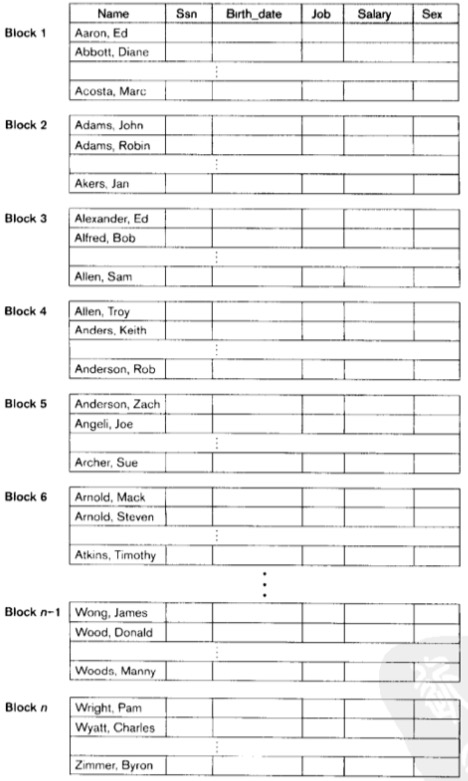 Name Ssn Birth_date Job Salary Sex
Block 1 Aaron, Ed
Abbott, Diane
Acosta, Marc
Block 2 Adams, John
Adams, Robin
Akers, Jan
Block 3 Alexander, Ed
Alfred, Bob
Allen, Sam
Block 4 Allen, Troy
Anders, Keith
Anderson, Rob
Block 5 Anderson, Zach
Angeli, Joe
Archer, Sue
Block 6 Arnold, Mack
Arnold, Steven
Atkins, Timothy
Block n–1 Wong, James
Wood, Donald
Woods, Manny
Block n Wright, Pam
Wyatt, Charles
Zimmer, Byron